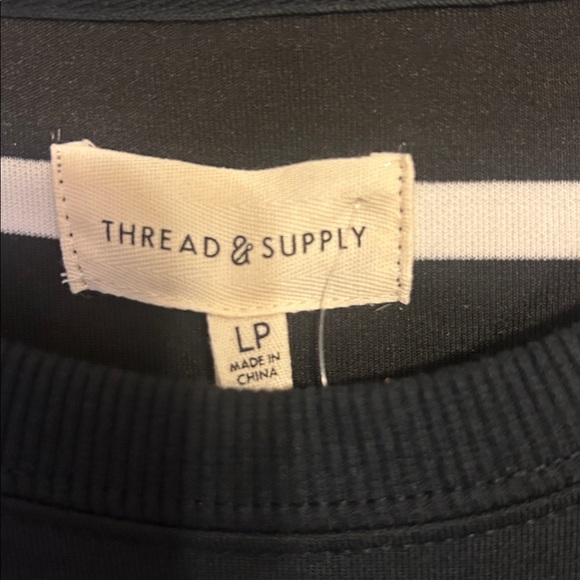 THREAD & SUPPLY
LP
MADE IN
CHINA